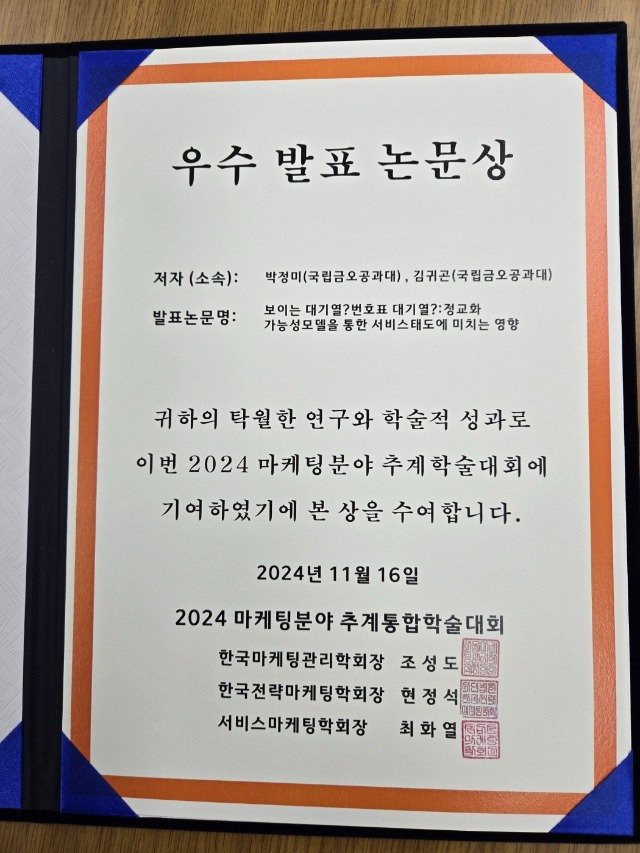 우수 발표 논문상
저자 (소속): 박정미(국립금오공과대) , 김귀곤(국립금오공과대)
발표논문명: 보이는 대기열?번호표 대기열?:정교화
가능성모델을 통한 서비스태도에 미치는 영향
귀하의 탁월한 연구와 학술적 성과로
이번 2024 마케팅분야 추계학술대회에
기여하였기에 본 상을 수여합니다.
2024년 11월 16일
2024 마케팅분야 추계통합학술대회
한국마케팅관리학회장 조성도
한국전략마케팅학회장 현정석
서비스마케팅학회장 최화열